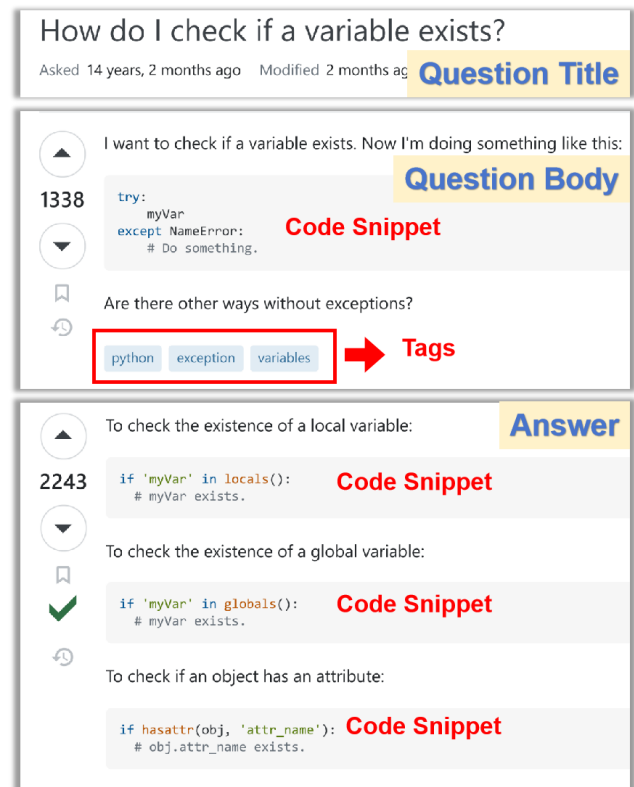 How do I check if a variable exists?
Asked 14 years, 2 months ago Modified 2 months ag
Question Title
I want to check if a variable exists. Now I'm doing something like this:
Question Body
1338
try:
myVar
except NameError:
# Do something.
Code Snippet
Are there other ways without exceptions?
python exception variables
Tags
Answer
To check the existence of a local variable:
2243
if 'myVar' in locals():
# myVar exists.
Code Snippet
To check the existence of a global variable:
if 'myVar' in globals():
# myVar exists.
Code Snippet
To check if an object has an attribute:
if hasattr(obj, 'attr_name'):
# obj.attr_name exists.
Code Snippet